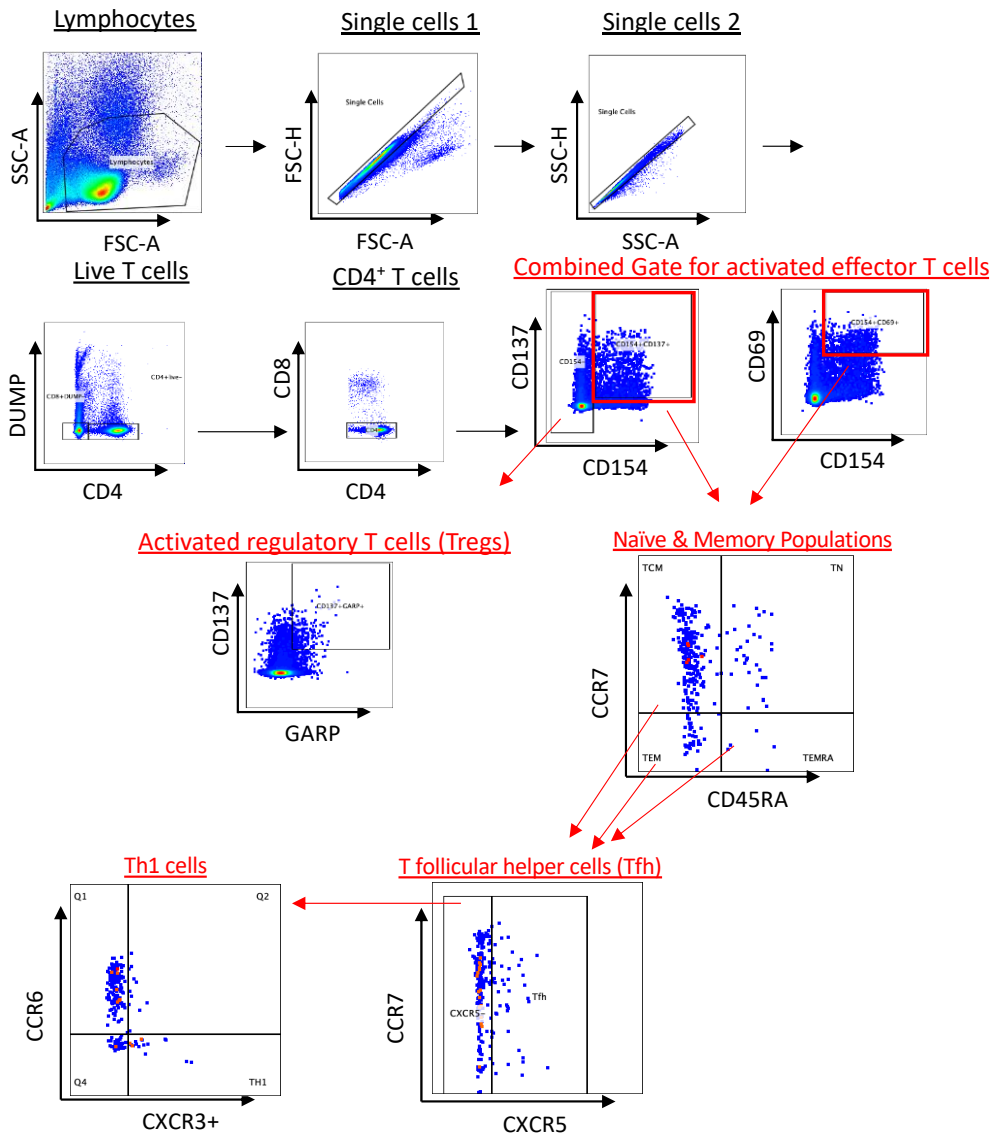 Lymphocytes
Single cells 1
Single cells 2
SSC-A
Lymphocytes
FSC-A
FSC-H
Single Cells
FSC-A
SSC-H
Single Cells
SSC-A
Live T cells
CD4⁺ T cells
Combined Gate for activated effector T cells
DUMP
CD8+DUMP-
CD4+live-
CD4
CD8
CD4
CD4
CD137
CD154-
CD154+CD137+
CD154
CD69
CD154+CD69+
CD154
Activated regulatory T cells (Tregs)
CD137
CD137+GARP+
GARP
Naïve & Memory Populations
TCM
TN
CCR7
TEM
TEMRA
CD45RA
Th1 cells
Q1
Q2
CCR6
Q4
TH1
CXCR3+
T follicular helper cells (Tfh)
CCR7
CXCR5-
Tfh
CXCR5